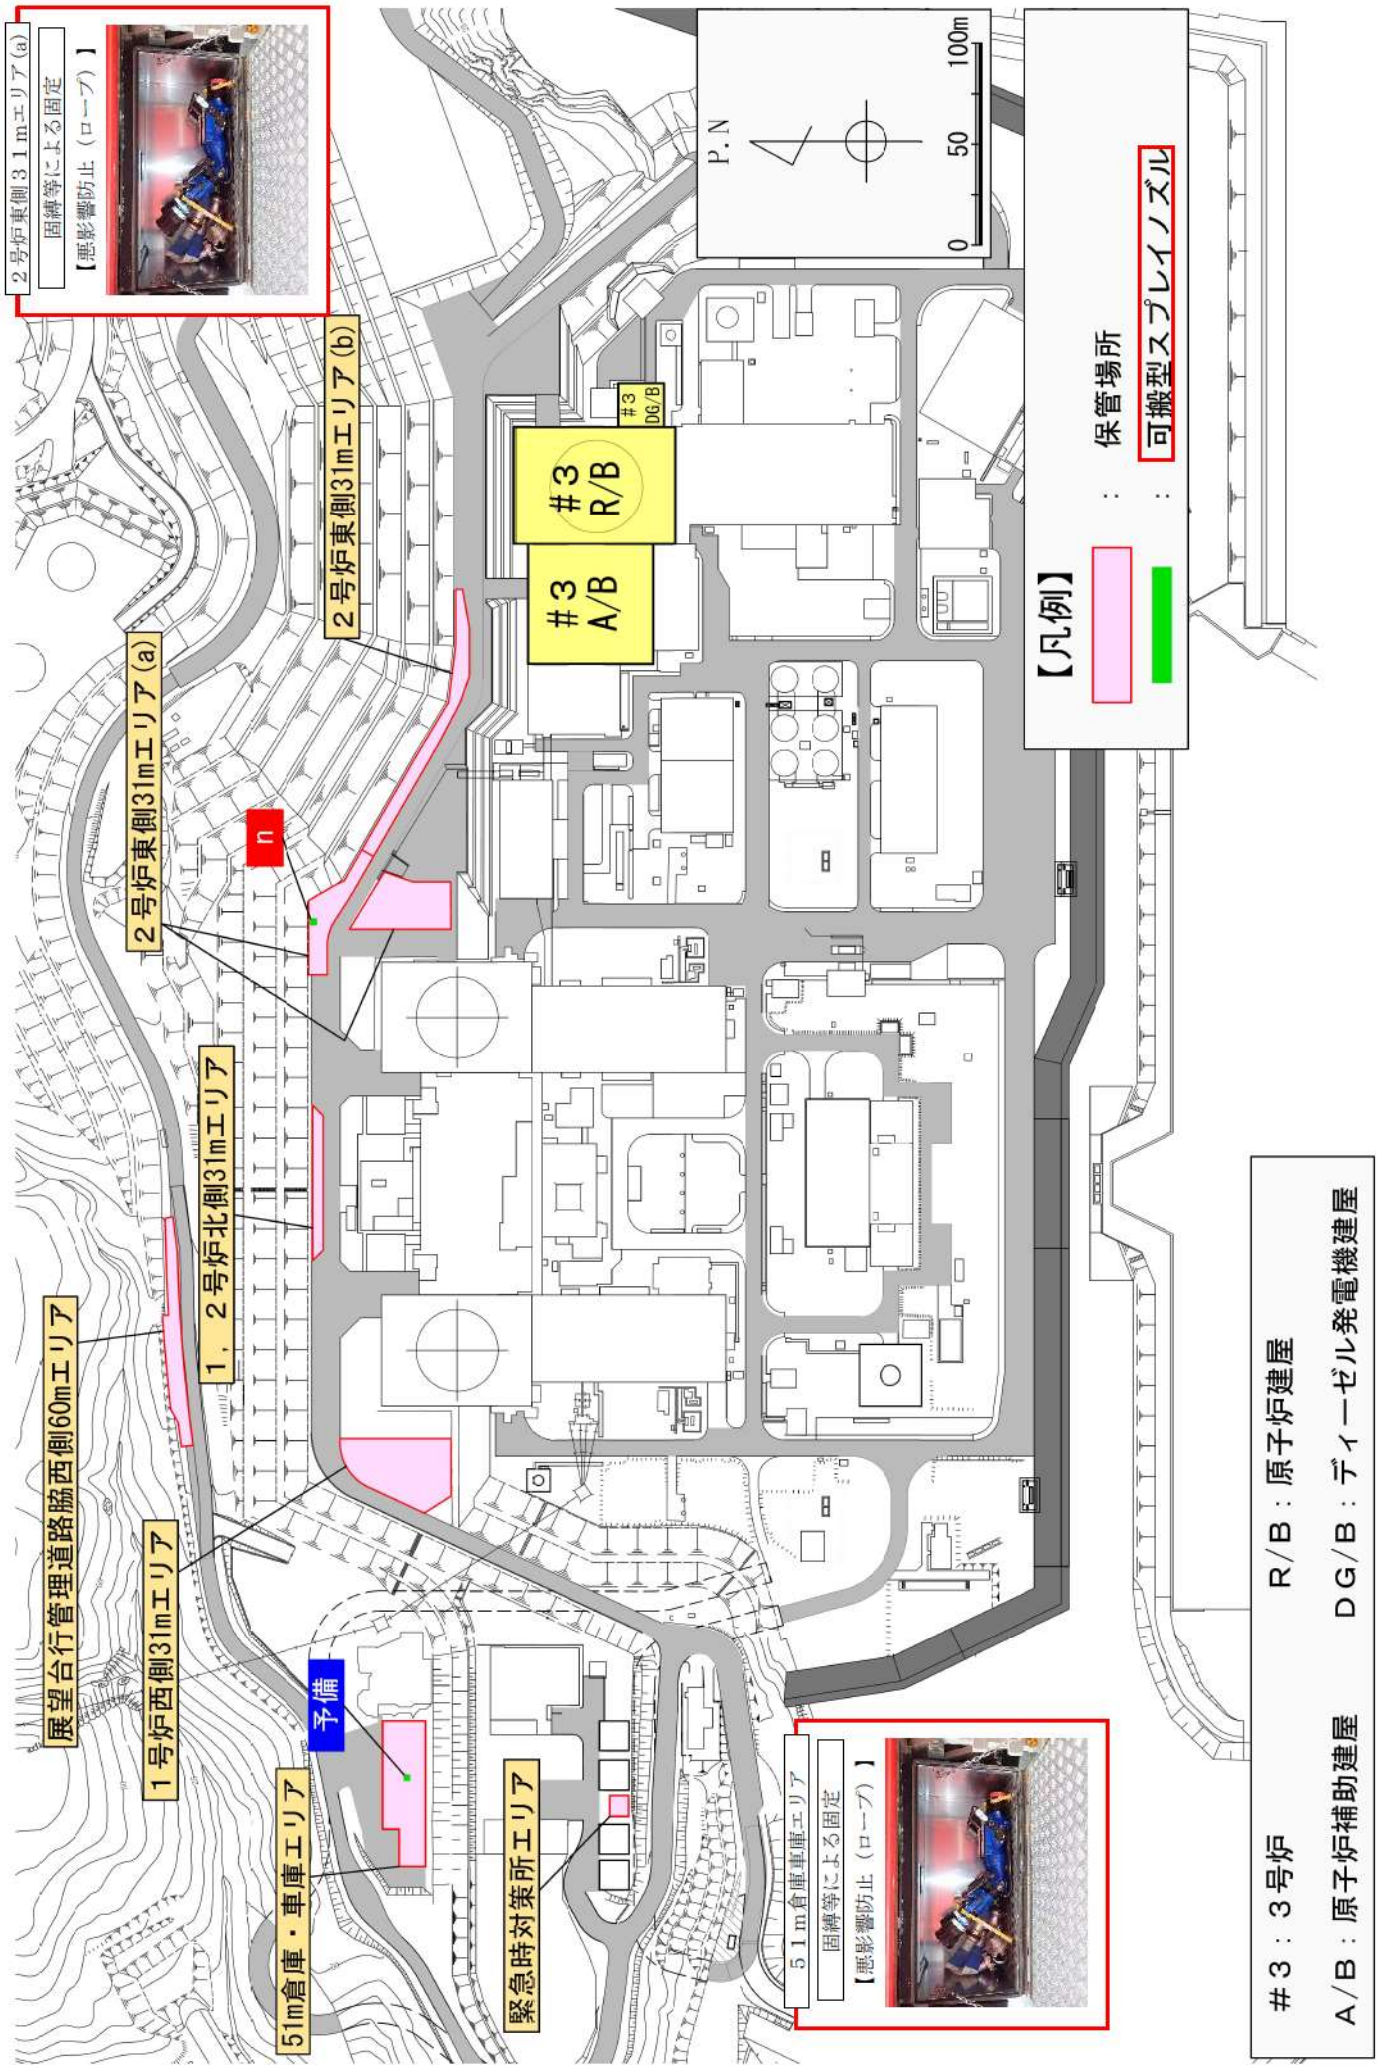 2号炉東側31mエリア(a)
固縛等による固定
【悪影響防止（ロープ）】
展望台行管理道路脇西側60mエリア
2号炉東側31mエリア(a)
1号炉西側31mエリア
1，2号炉北側31mエリア
n
予備
51m倉庫・車庫エリア
2号炉東側31mエリア(b)
緊急時対策所エリア
#3
A/B
#3
R/B
#3
DG/B
P.N
0 50 100m
51m倉庫車庫エリア
固縛等による固定
【悪影響防止（ロープ）】
【凡例】
： 保管場所
： 可搬型スプレイノズル
#3：3号炉 R/B：原子炉建屋
A/B：原子炉補助建屋 DG/B：ディーゼル発電機建屋